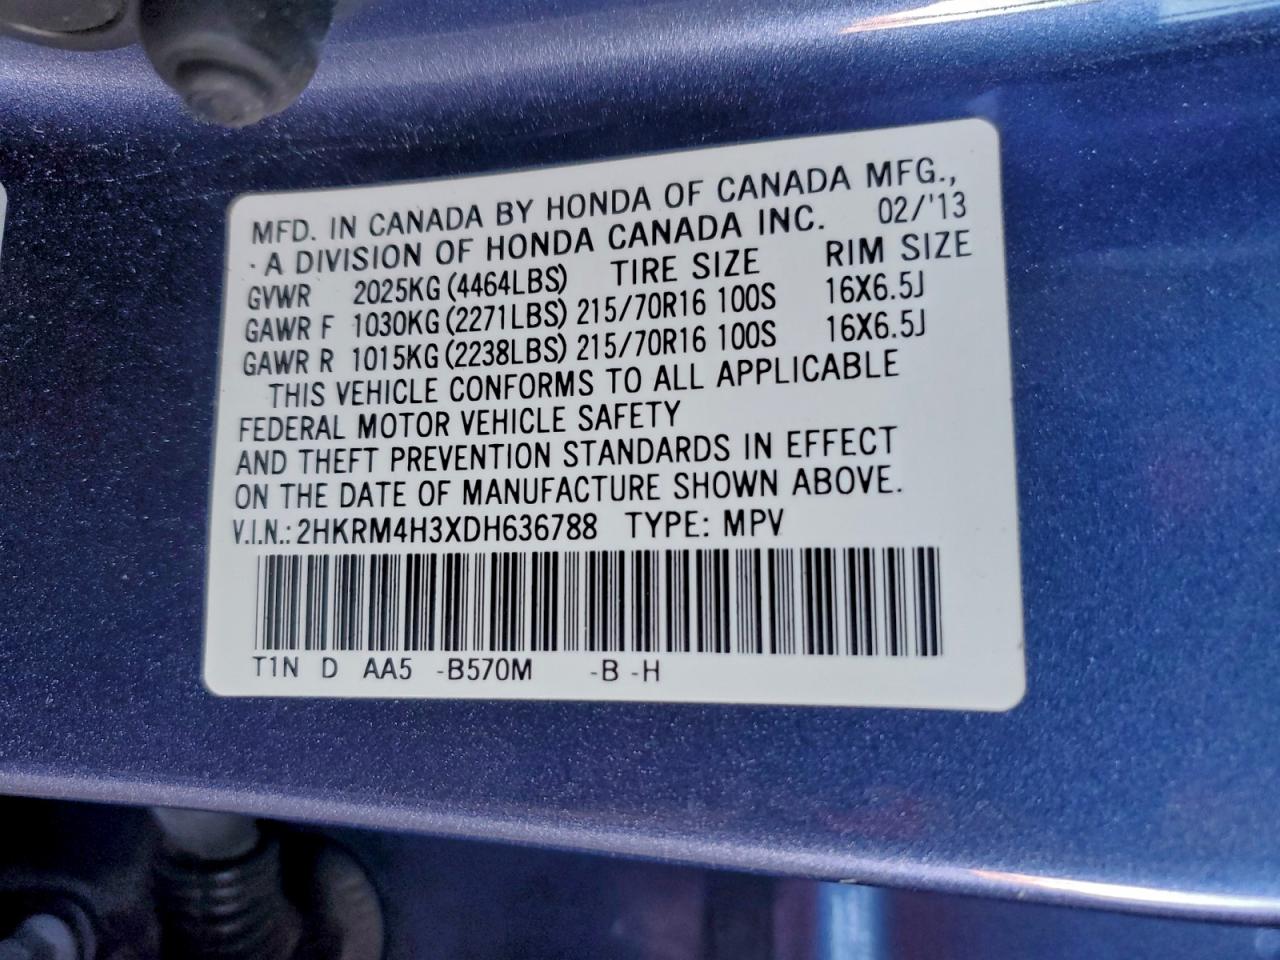 MFD. IN CANADA BY HONDA OF CANADA MFG.,
A DIVISION OF HONDA CANADA INC. 02/'13
GVWR 2025KG (4464LBS) TIRE SIZE RIM SIZE
GAWR F 1030KG (2271LBS) 215/70R16 100S 16X6.5J
GAWR R 1015KG (2238LBS) 215/70R16 100S 16X6.5J
THIS VEHICLE CONFORMS TO ALL APPLICABLE
FEDERAL MOTOR VEHICLE SAFETY
AND THEFT PREVENTION STANDARDS IN EFFECT
ON THE DATE OF MANUFACTURE SHOWN ABOVE.
V.I.N.: 2HKRM4H3XDH636788 TYPE: MPV
T1N D AA5 -B570M -B -H